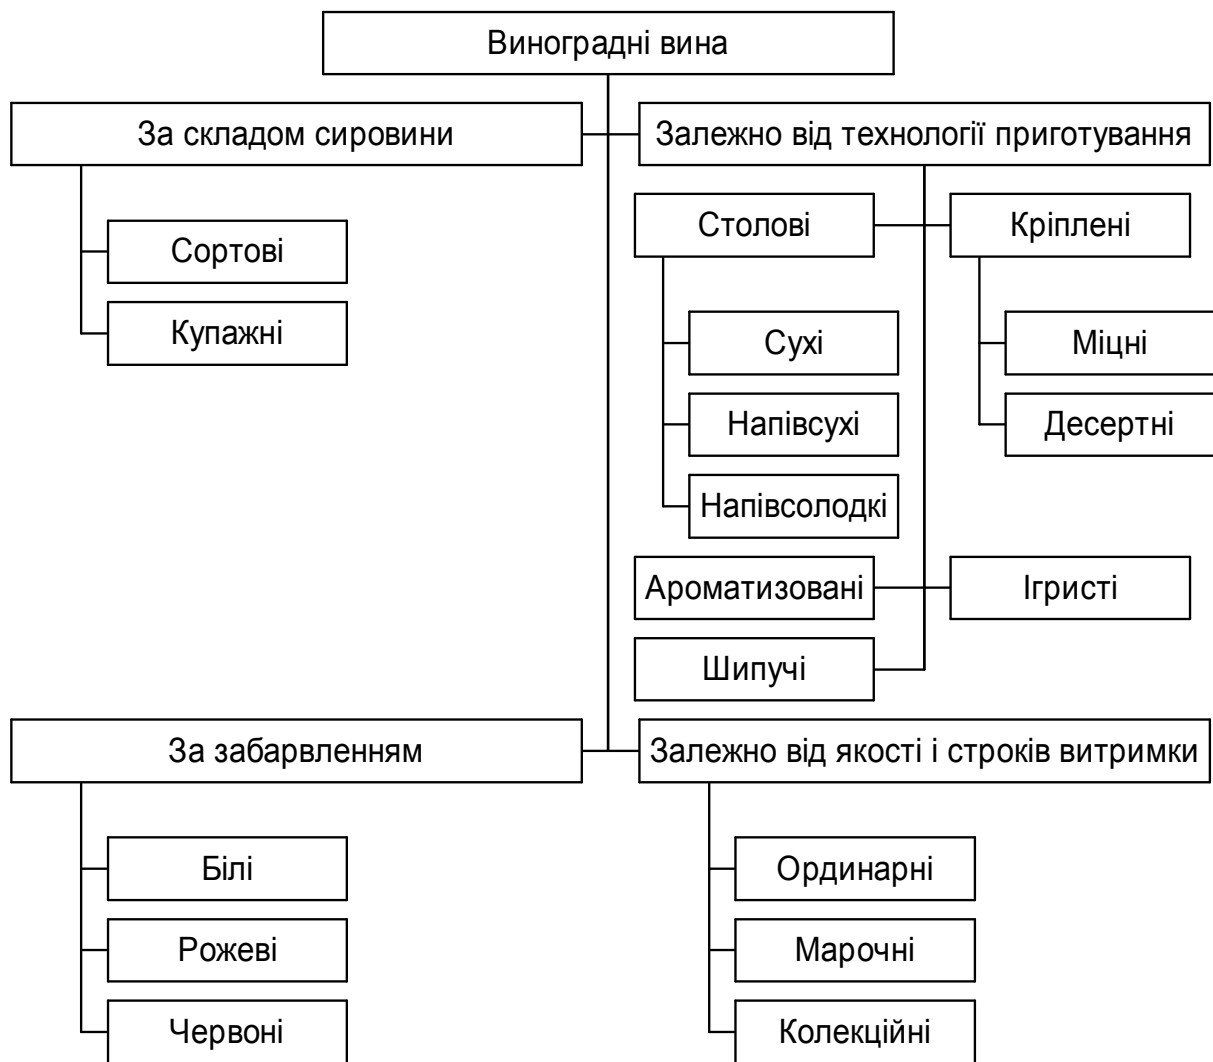 Виноградні вина
За складом сировини
Залежно від технології приготування
Сортові
Купажні
Столові
Кріплені
Сухі
Напівсухі
Напівсолодкі
Міцні
Десертні
Ароматизовані
Ігристі
Шипучі
За забарвленням
Залежно від якості і строків витримки
Білі
Рожеві
Червоні
Ординарні
Марочні
Колекційні